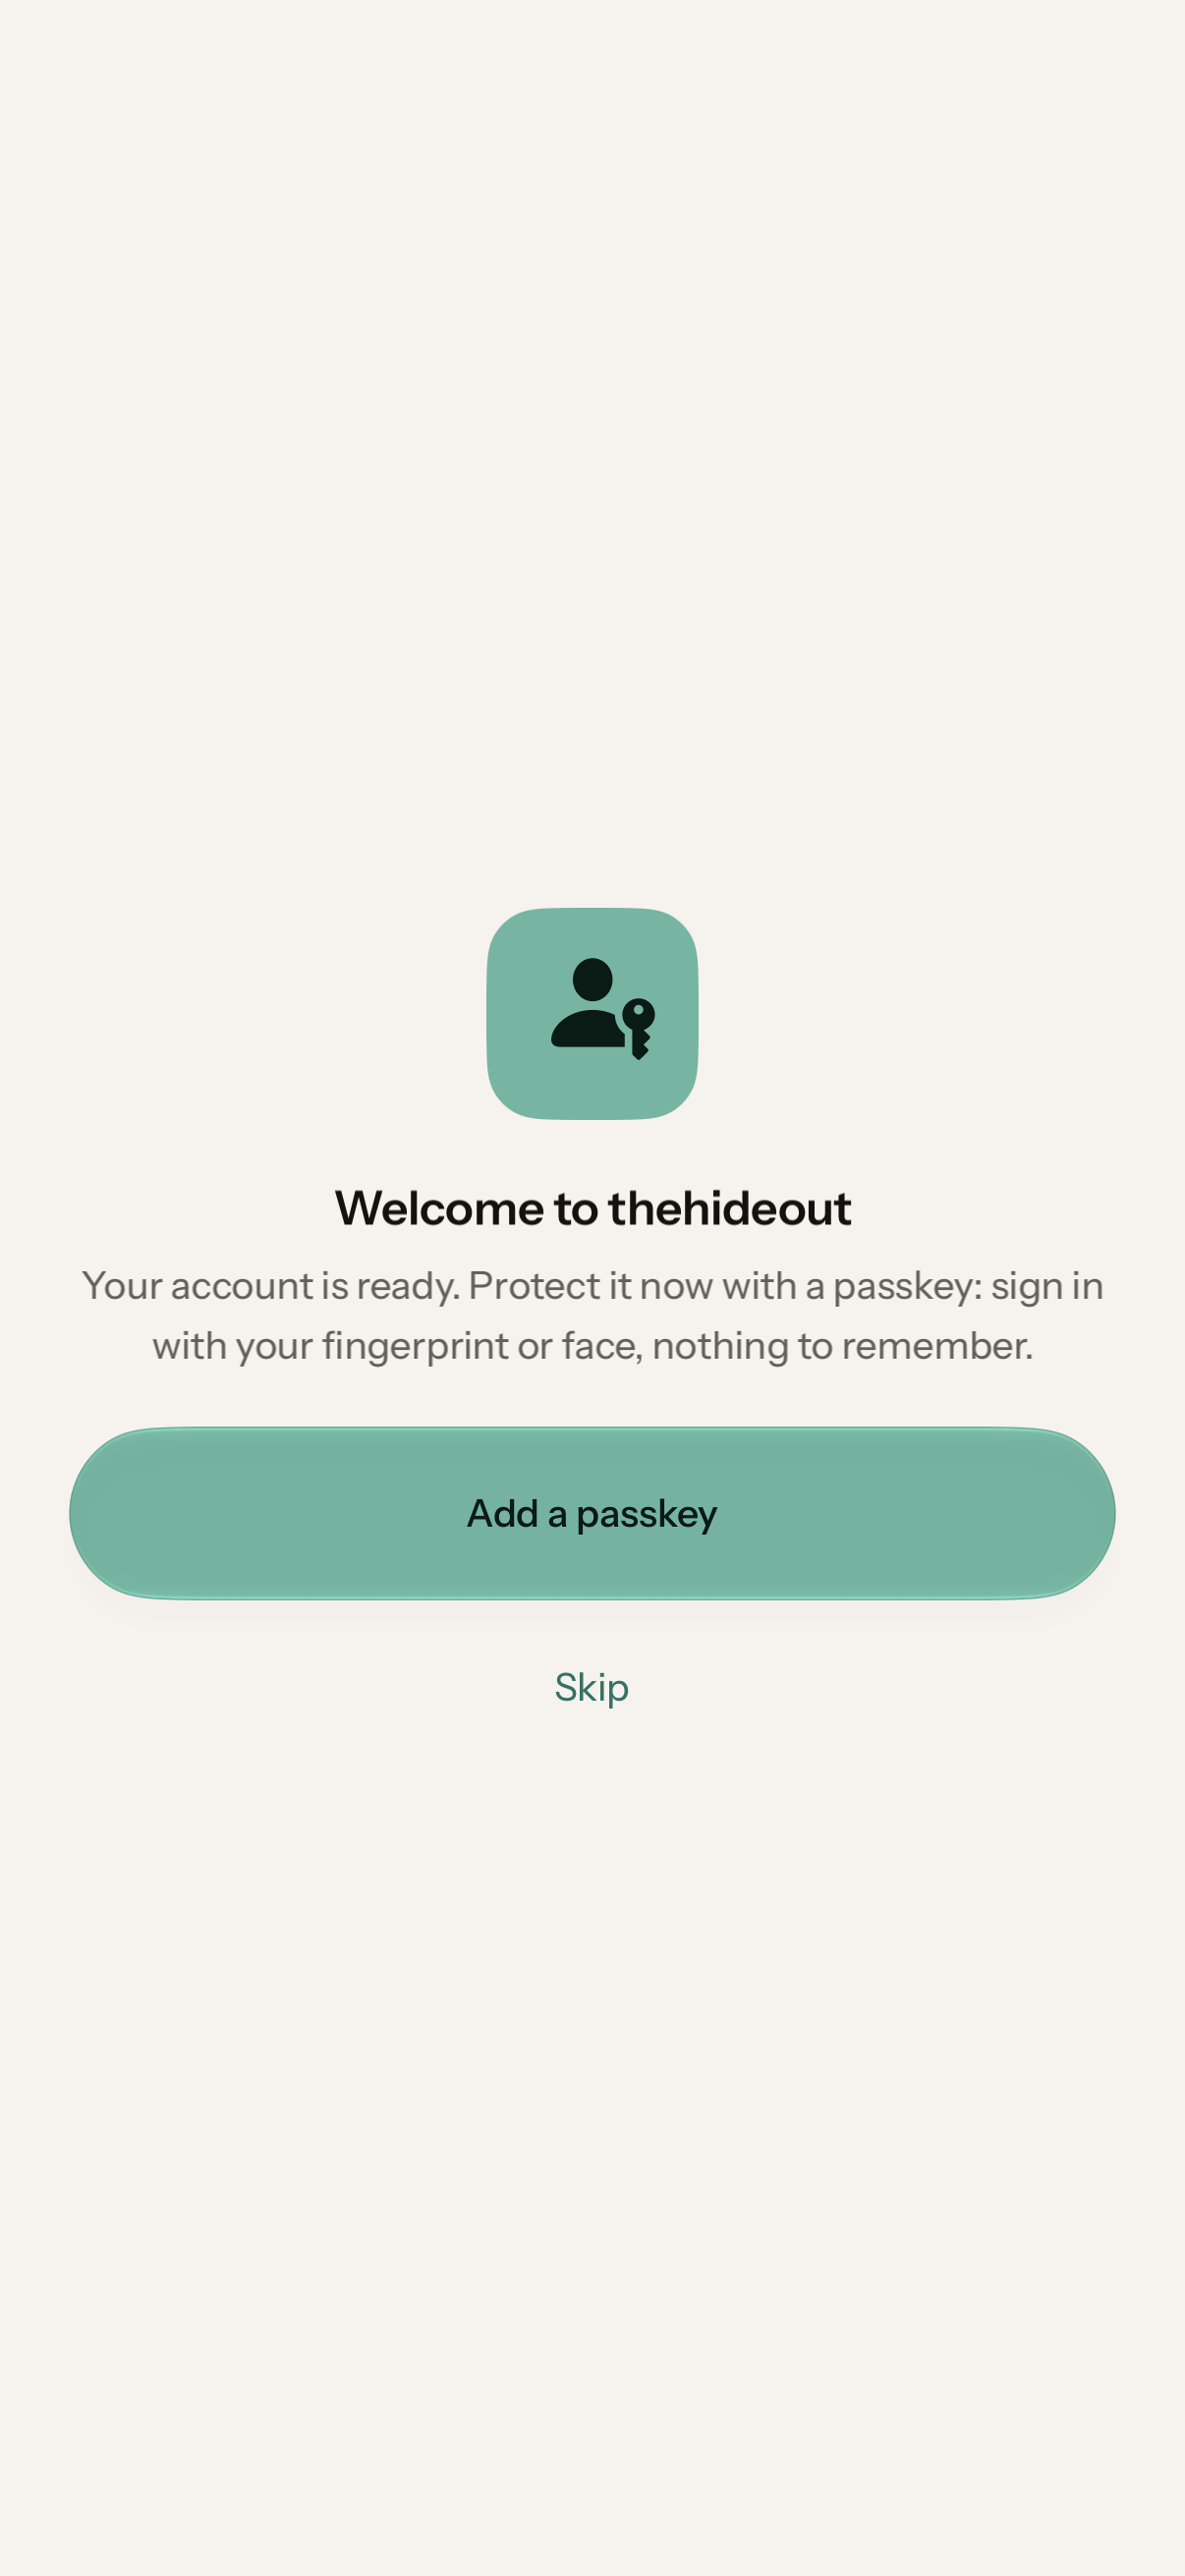 Welcome to thehideout
Your account is ready. Protect it now with a passkey: sign in
with your fingerprint or face, nothing to remember.
Add a passkey
Skip